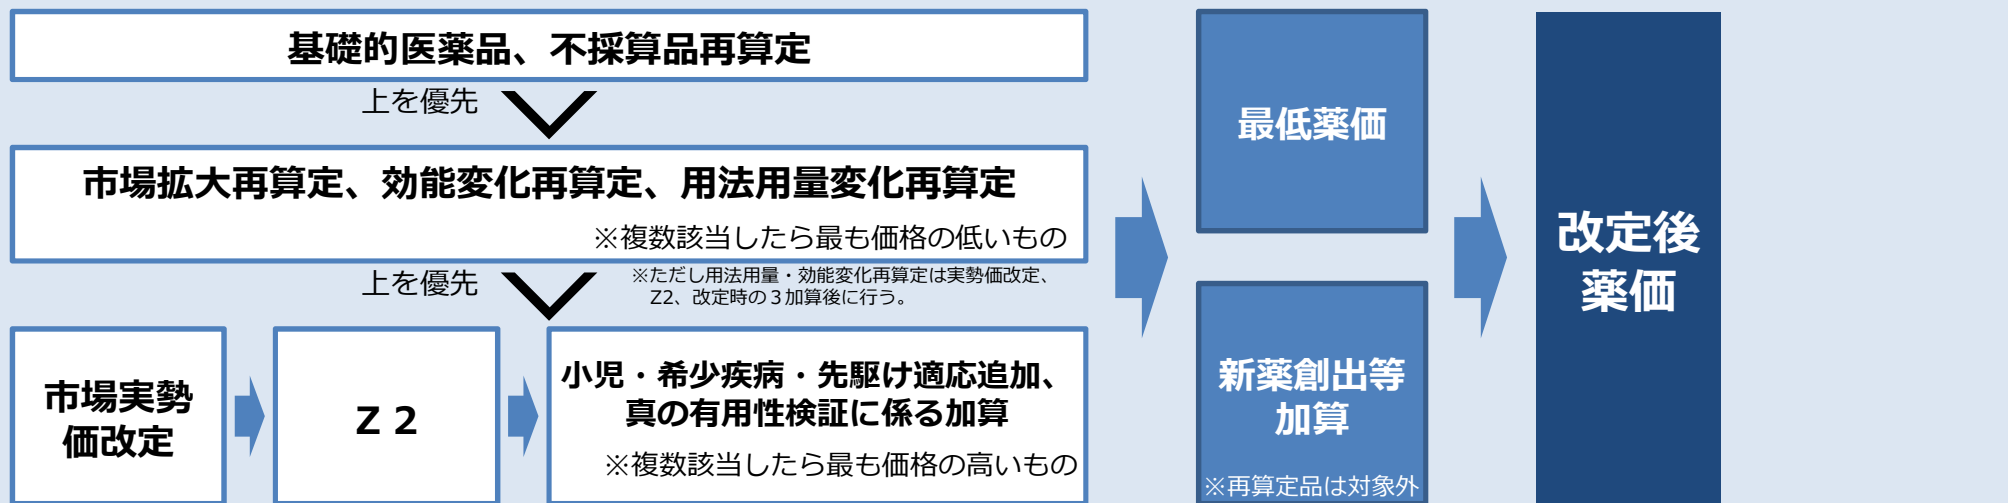 基礎的医薬品、不採算品再算定
上を優先
市場拡大再算定、効能変化再算定、用法用量変化再算定
※複数該当したら最も価格の低いもの
上を優先
※ただし用法用量・効能変化再算定は実勢価改定、
Z2、改定時の３加算後に行う。
市場実勢
価改定
Z２
小児・希少疾病・先駆け適応追加、
真の有用性検証に係る加算
※複数該当したら最も価格の高いもの
最低薬価
新薬創出等
加算
※再算定品は対象外
改定後
薬価